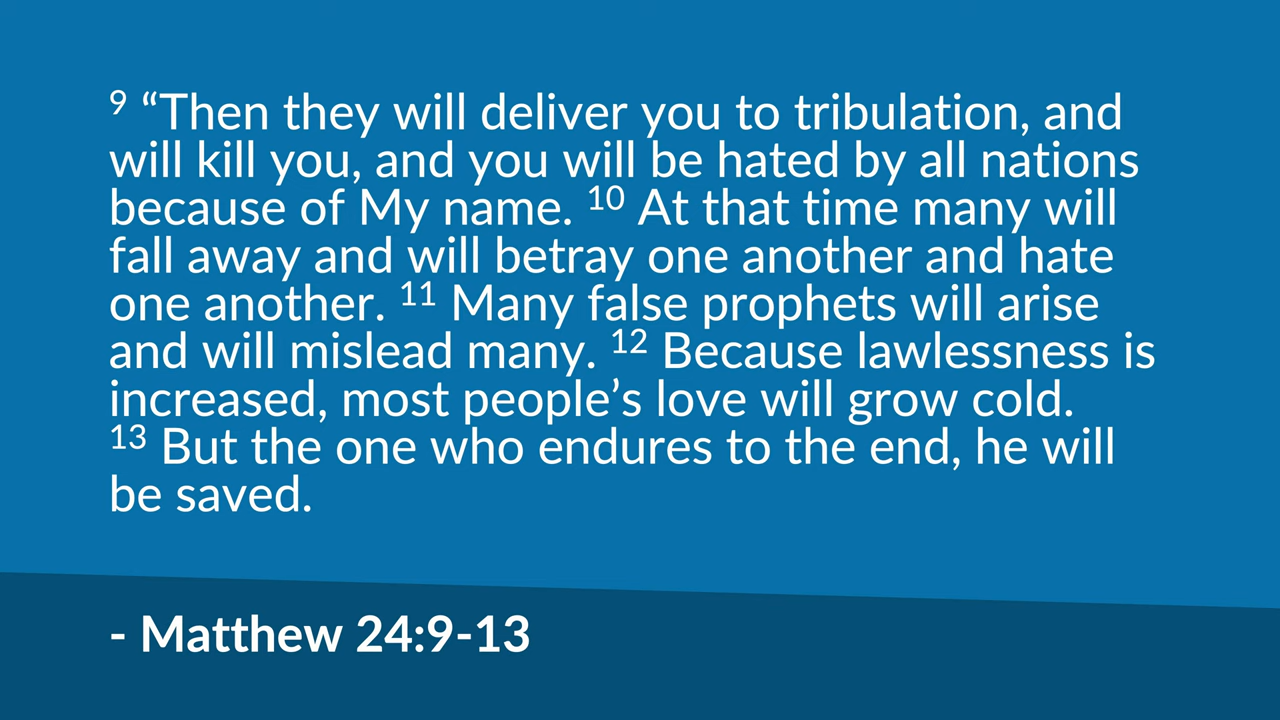 9 “Then they will deliver you to tribulation, and
will kill you, and you will be hated by all nations
because of My name. 10 At that time many will
fall away and will betray one another and hate
one another. 11 Many false prophets will arise
and will mislead many. 12 Because lawlessness is
increased, most people’s love will grow cold.
13 But the one who endures to the end, he will
be saved.
- Matthew 24:9-13